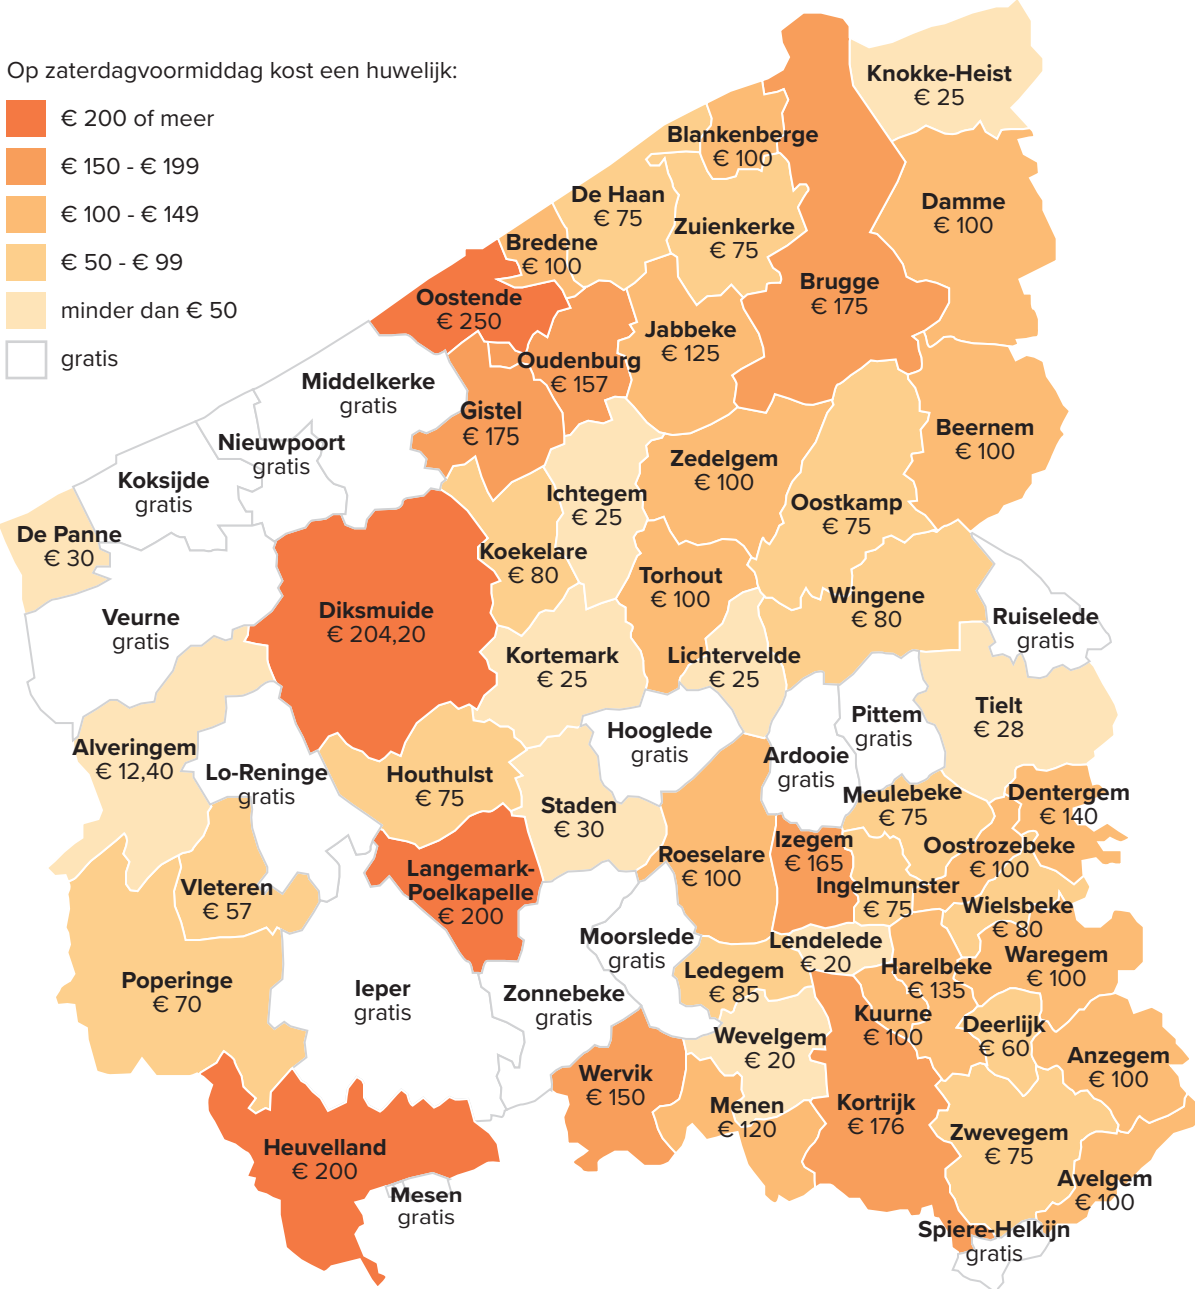 Op zaterdagvoormiddag kost een huwelijk:
€ 200 of meer
€ 150 - € 199
€ 100 - € 149
€ 50 - € 99
minder dan € 50
gratis
Knokke-Heist
€ 25
Blankenberge
€ 100
De Haan
€ 75
Damme
€ 100
Zuienkerke
€ 75
Bredene
€ 100
Brugge
€ 175
Oostende
€ 250
Jabbeke
€ 125
Oudenburg
€ 157
Middelkerke
gratis
Gistel
€ 175
Nieuwpoort
gratis
Beernem
€ 100
Koksijde
gratis
Zedelgem
€ 100
Ichtegem
€ 25
Oostkamp
€ 75
De Panne
€ 30
Koekelare
€ 80
Torhout
€ 100
Wingene
€ 80
Diksmuide
€ 204,20
Veurne
gratis
Ruiselede
gratis
Kortemark
€ 25
Lichtervelde
€ 25
Tielt
€ 28
Pittem
gratis
Hooglede
gratis
Alveringem
€ 12,40
Ardooie
gratis
Lo-Reninge
gratis
Houthulst
€ 75
Meulebeke
€ 75
Dentergem
€ 140
Staden
€ 30
Izegem
€ 165
Oostrozebeke
€ 100
Roeselare
€ 100
Langemark-
Poelkapelle
€ 200
Vleteren
€ 57
Ingelmunster
€ 75
Wielsbeke
€ 80
Moorslede
gratis
Lendelede
€ 20
Waregem
€ 100
Harelbeke
€ 135
Ledegem
€ 85
Poperinge
€ 70
Ieper
gratis
Zonnebeke
gratis
Kuurne
€ 100
Deerlijk
€ 60
Wevelgem
€ 20
Anzegem
€ 100
Wervik
€ 150
Menen
€ 120
Kortrijk
€ 176
Zwevegem
€ 75
Heuvelland
€ 200
Avelgem
€ 100
Mesen
gratis
Spiere-Helkijn
gratis